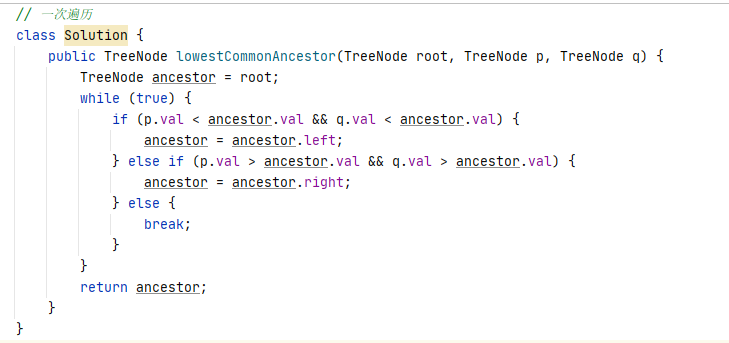 // 一次遍历
class Solution {
    public TreeNode lowestCommonAncestor(TreeNode root, TreeNode p, TreeNode q) {
        TreeNode ancestor = root;
        while (true) {
            if (p.val < ancestor.val && q.val < ancestor.val) {
                ancestor = ancestor.left;
            } else if (p.val > ancestor.val && q.val > ancestor.val) {
                ancestor = ancestor.right;
            } else {
                break;
            }
        }
        return ancestor;
    }
}